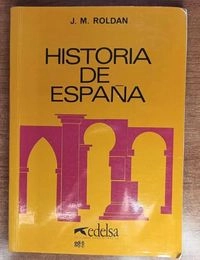 J. M. ROLDAN
HISTORIA
DE
ESPAÑA
edelsa